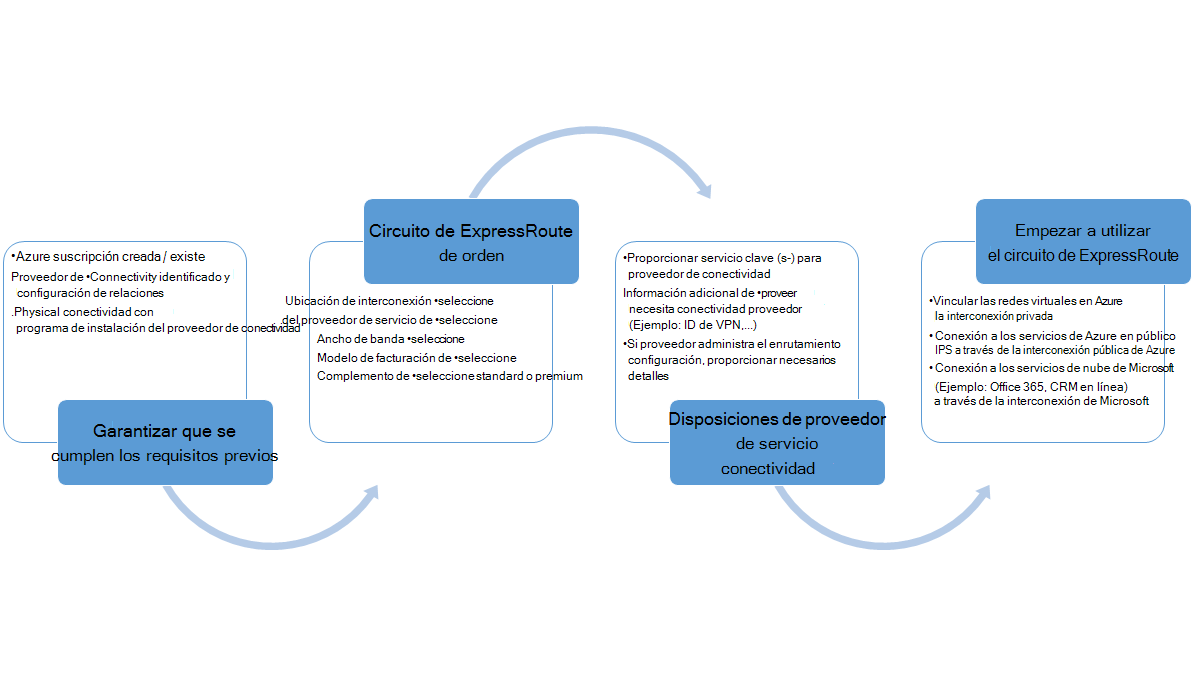 •Azure suscripción creada / existe
Proveedor de •Connectivity identificado y
configuración de relaciones
.Physical conectividad con
programa de instalación del proveedor de conectividad
Garantizar que se
cumplen los requisitos previos
Circuito de ExpressRoute
de orden
Ubicación de interconexión •seleccione
del proveedor de servicio de •seleccione
Ancho de banda •seleccione
Modelo de facturación de •seleccione
Complemento de •seleccione standard o premium
•Proporcionar servicio clave (s-) para
proveedor de conectividad
Información adicional de •proveer
necesita conectividad proveedor
(Ejemplo: ID de VPN,...)
•Si proveedor administra el enrutamiento
configuración, proporcionar necesarios
detalles
Disposiciones de proveedor
de servicio
conectividad
Empezar a utilizar
el circuito de ExpressRoute
•Vincular las redes virtuales en Azure
la interconexión privada
• Conexión a los servicios de Azure en público
IPS a través de la interconexión pública de Azure
• Conexión a los servicios de nube de Microsoft
(Ejemplo: Office 365, CRM en línea)
a través de la interconexión de Microsoft